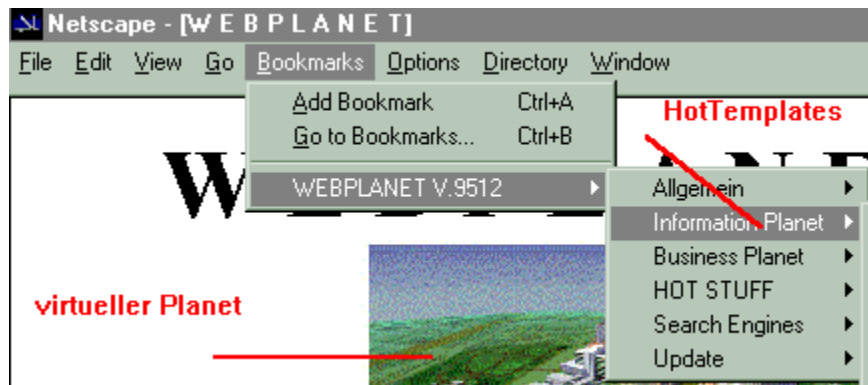 Netscape - [W E B P L A N E T]
File Edit View Go Bookmarks Options Directory Window
Add Bookmark Ctrl+A
Go to Bookmarks... Ctrl+B
WEBPLANET V.9512
HotTemplates
Allgemein
Information Planet
Business Planet
HOT STUFF
Search Engines
Update
virtueller Planet